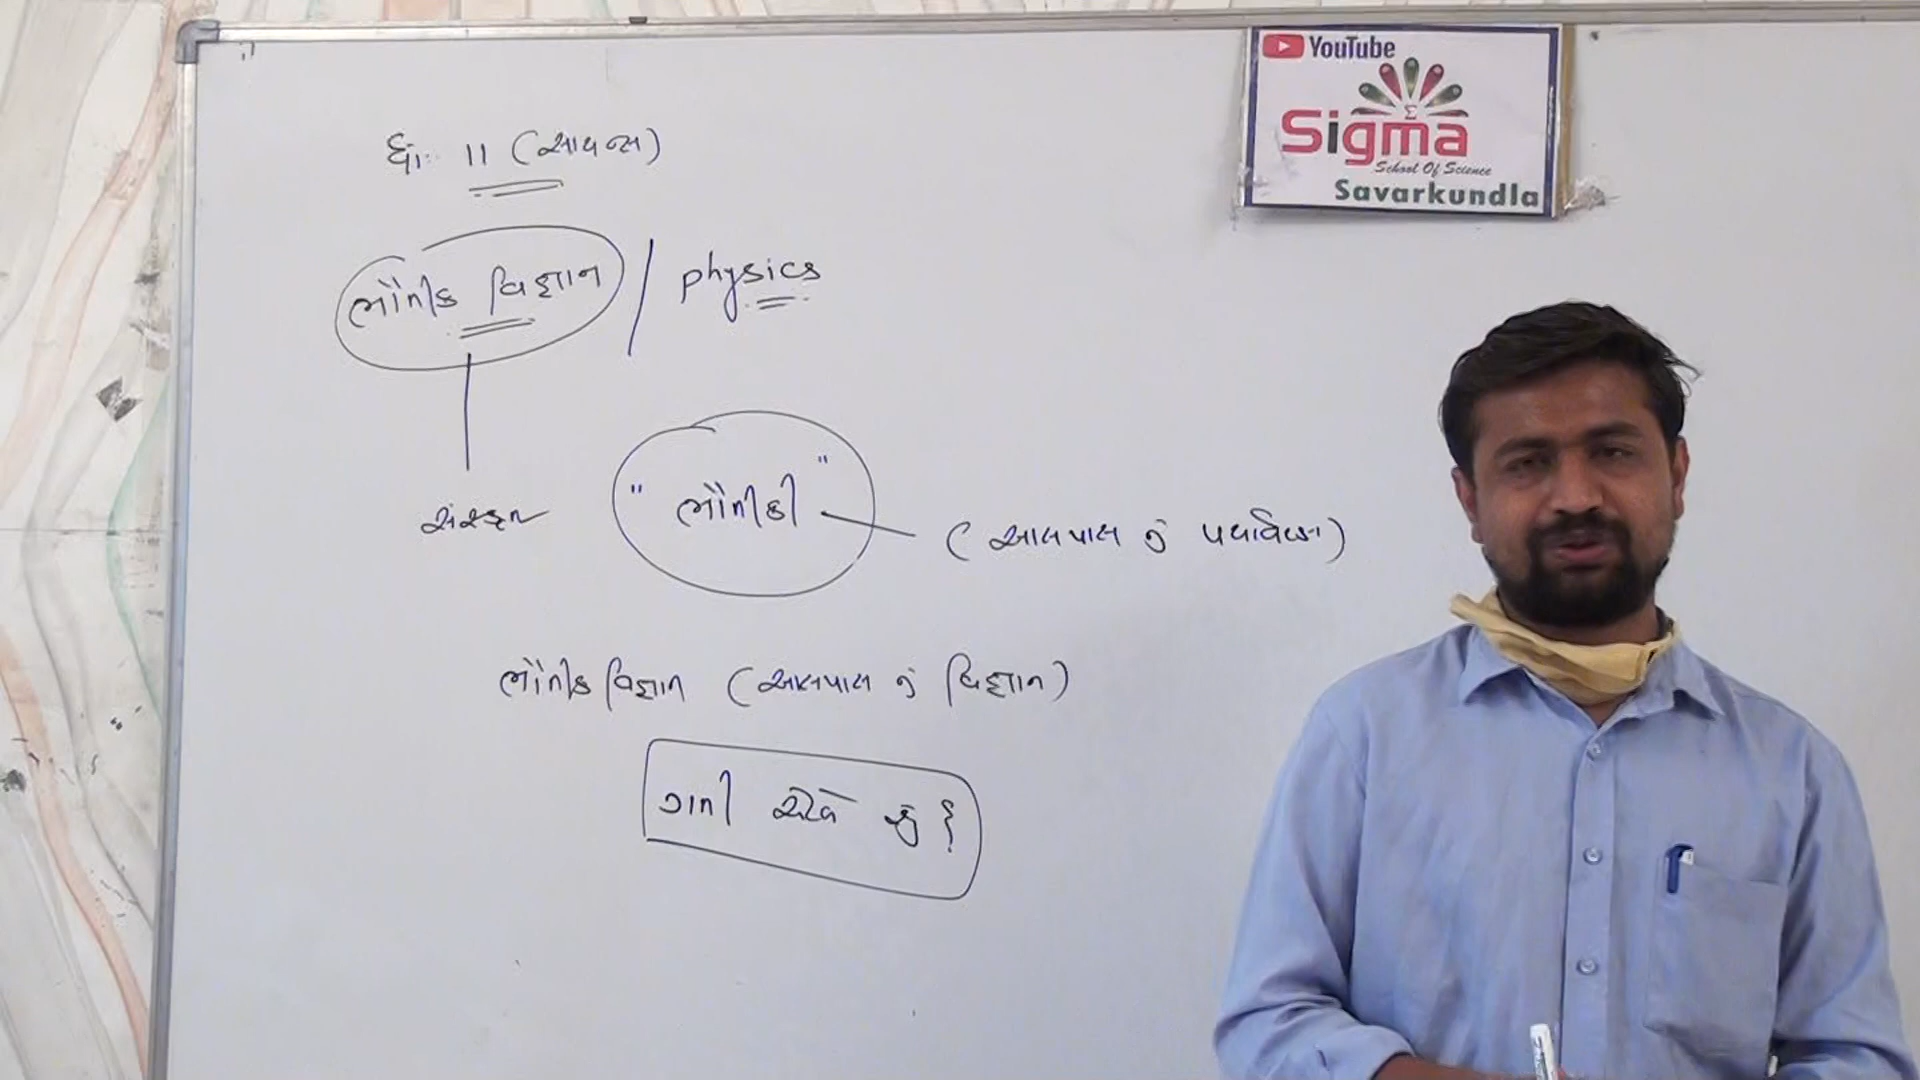 YouTube
Sigma
School Of Science
Savarkundla
ધો: 11 (સાયન્સ)
ભૌતીક વિજ્ઞાન / physics
સંસ્કૃત
" ભૌતીકી " (આસપાસ નું પર્યાવરણ)
ભૌતીક વિજ્ઞાન (આસપાસ નું વિજ્ઞાન)
ગતી એટલે શું ?